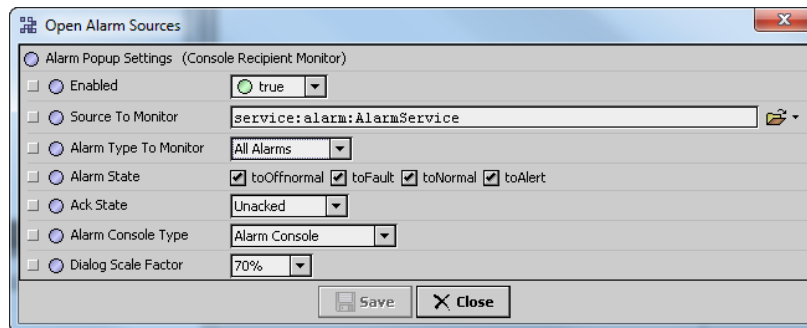 Open Alarm Sources
Alarm Popup Settings (Console Recipient Monitor)
Enabled true
Source To Monitor service:alarm:AlarmService
Alarm Type To Monitor All Alarms
Alarm State toOffnormal toFault toNormal toAlert
Ack State Unacked
Alarm Console Type Alarm Console
Dialog Scale Factor 70%
Save Close